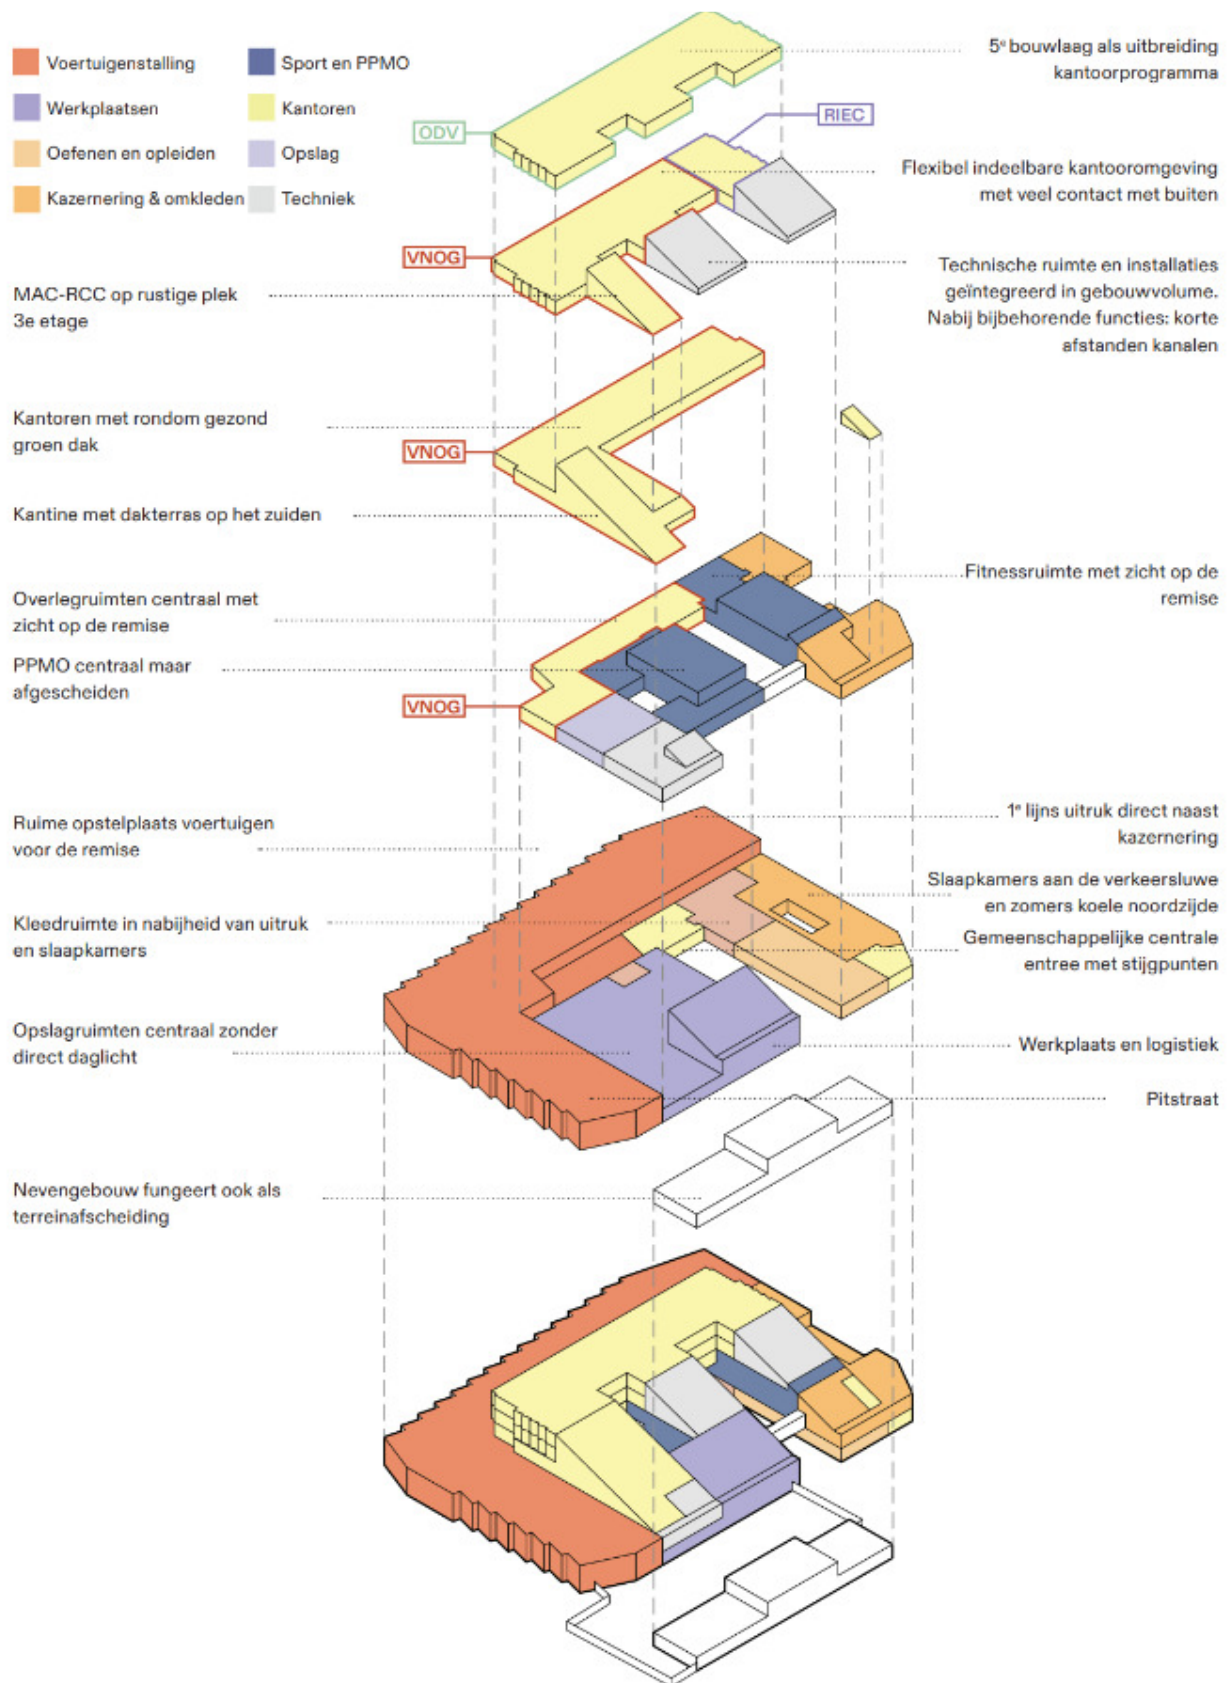 Voertuigenstalling
Werkplaatsen
Oefenen en opleiden
Kazernering & omkleden
Sport en PPMO
Kantoren
Opslag
Techniek
5ᵉ bouwlaag als uitbreiding
kantoorprogramma
ODV
RIEC
Flexibel indeelbare kantooromgeving
met veel contact met buiten
VNOG
MAC-RCC op rustige plek
3e etage
Technische ruimte en installaties
geïntegreerd in gebouwvolume.
Nabij bijbehorende functies: korte
afstanden kanalen
Kantoren met rondom gezond
groen dak
VNOG
Kantine met dakterras op het zuiden
Fitnessruimte met zicht op de
remise
Overlegruimten centraal met
zicht op de remise
PPMO centraal maar
afgescheiden
VNOG
Ruime opstelplaats voertuigen
voor de remise
1ᵉ lijns uitruk direct naast
kazernering
Slaapkamers aan de verkeersluwe
en zomers koele noordzijde
Kleedruimte in nabijheid van uitruk
en slaapkamers
Gemeenschappelijke centrale
entree met stijgpunten
Opslagruimten centraal zonder
direct daglicht
Werkplaats en logistiek
Pitstraat
Nevengebouw fungeert ook als
terreinafscheiding